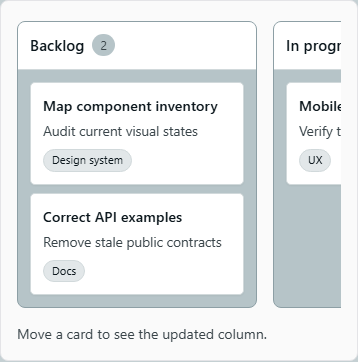 Backlog 2
Map component inventory
Audit current visual states
Design system
Correct API examples
Remove stale public contracts
Docs
In progr
Mobile
Verify t
UX
Move a card to see the updated column.